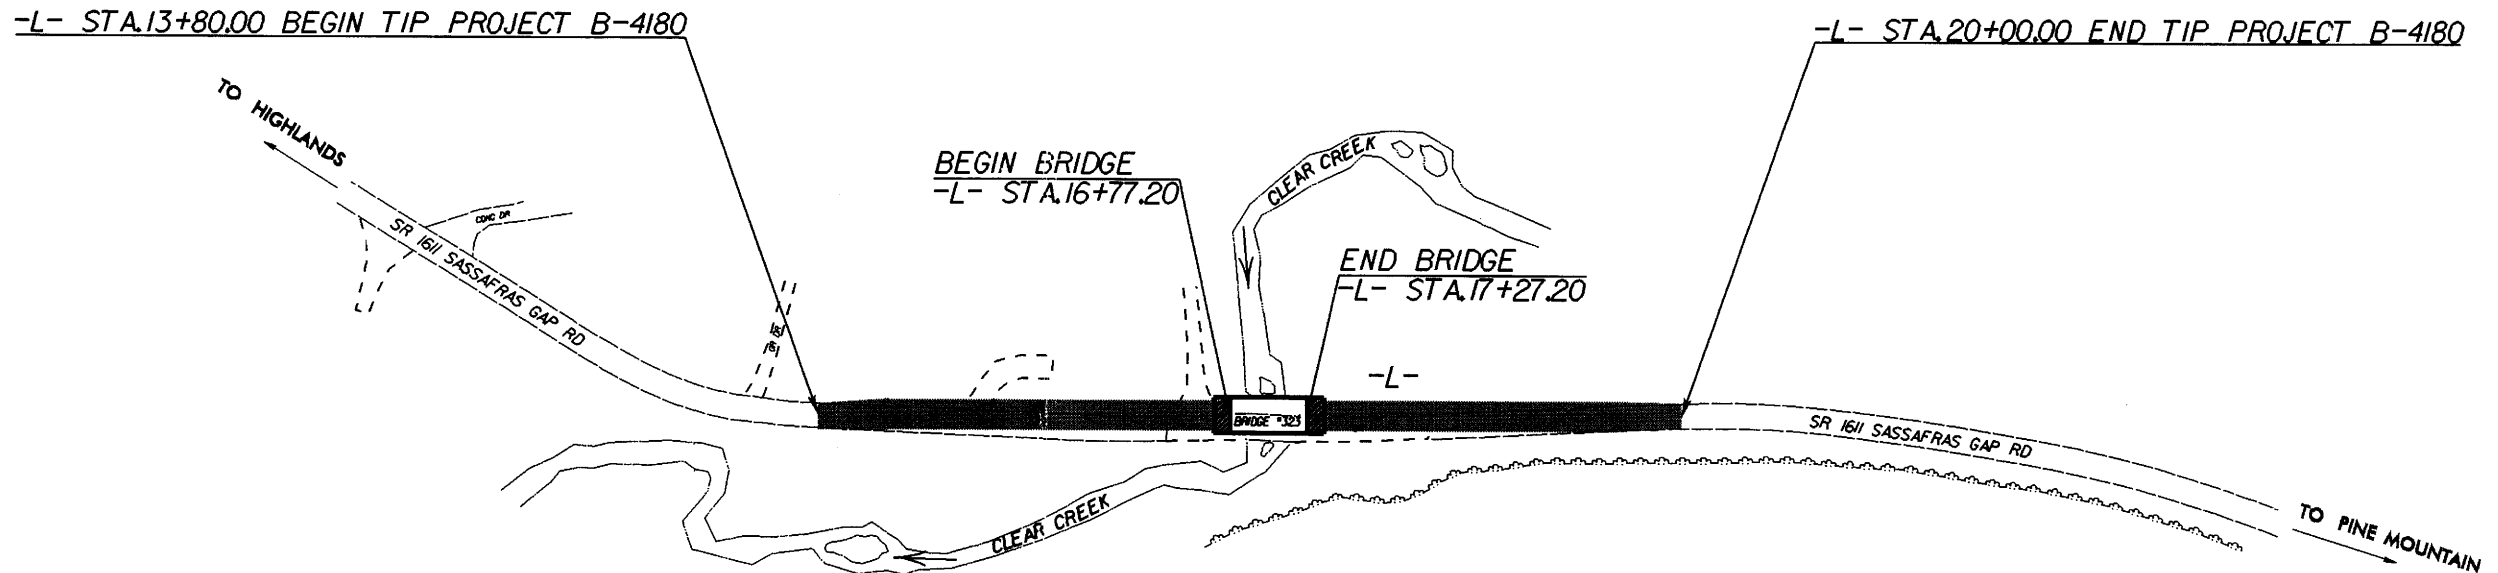 -L- STA.13+80.00 BEGIN TIP PROJECT B-4180
-L- STA.20+00.00 END TIP PROJECT B-4180
TO HIGHLANDS
BEGIN BRIDGE
-L- STA.16+77.20
CLEAR CREEK
CONC DR
SR 1611 SASSAFRAS GAP RD
END BRIDGE
-L- STA.17+27.20
-L-
BRIDGE #323
SR 1611 SASSAFRAS GAP RD
CLEAR CREEK
TO PINE MOUNTAIN